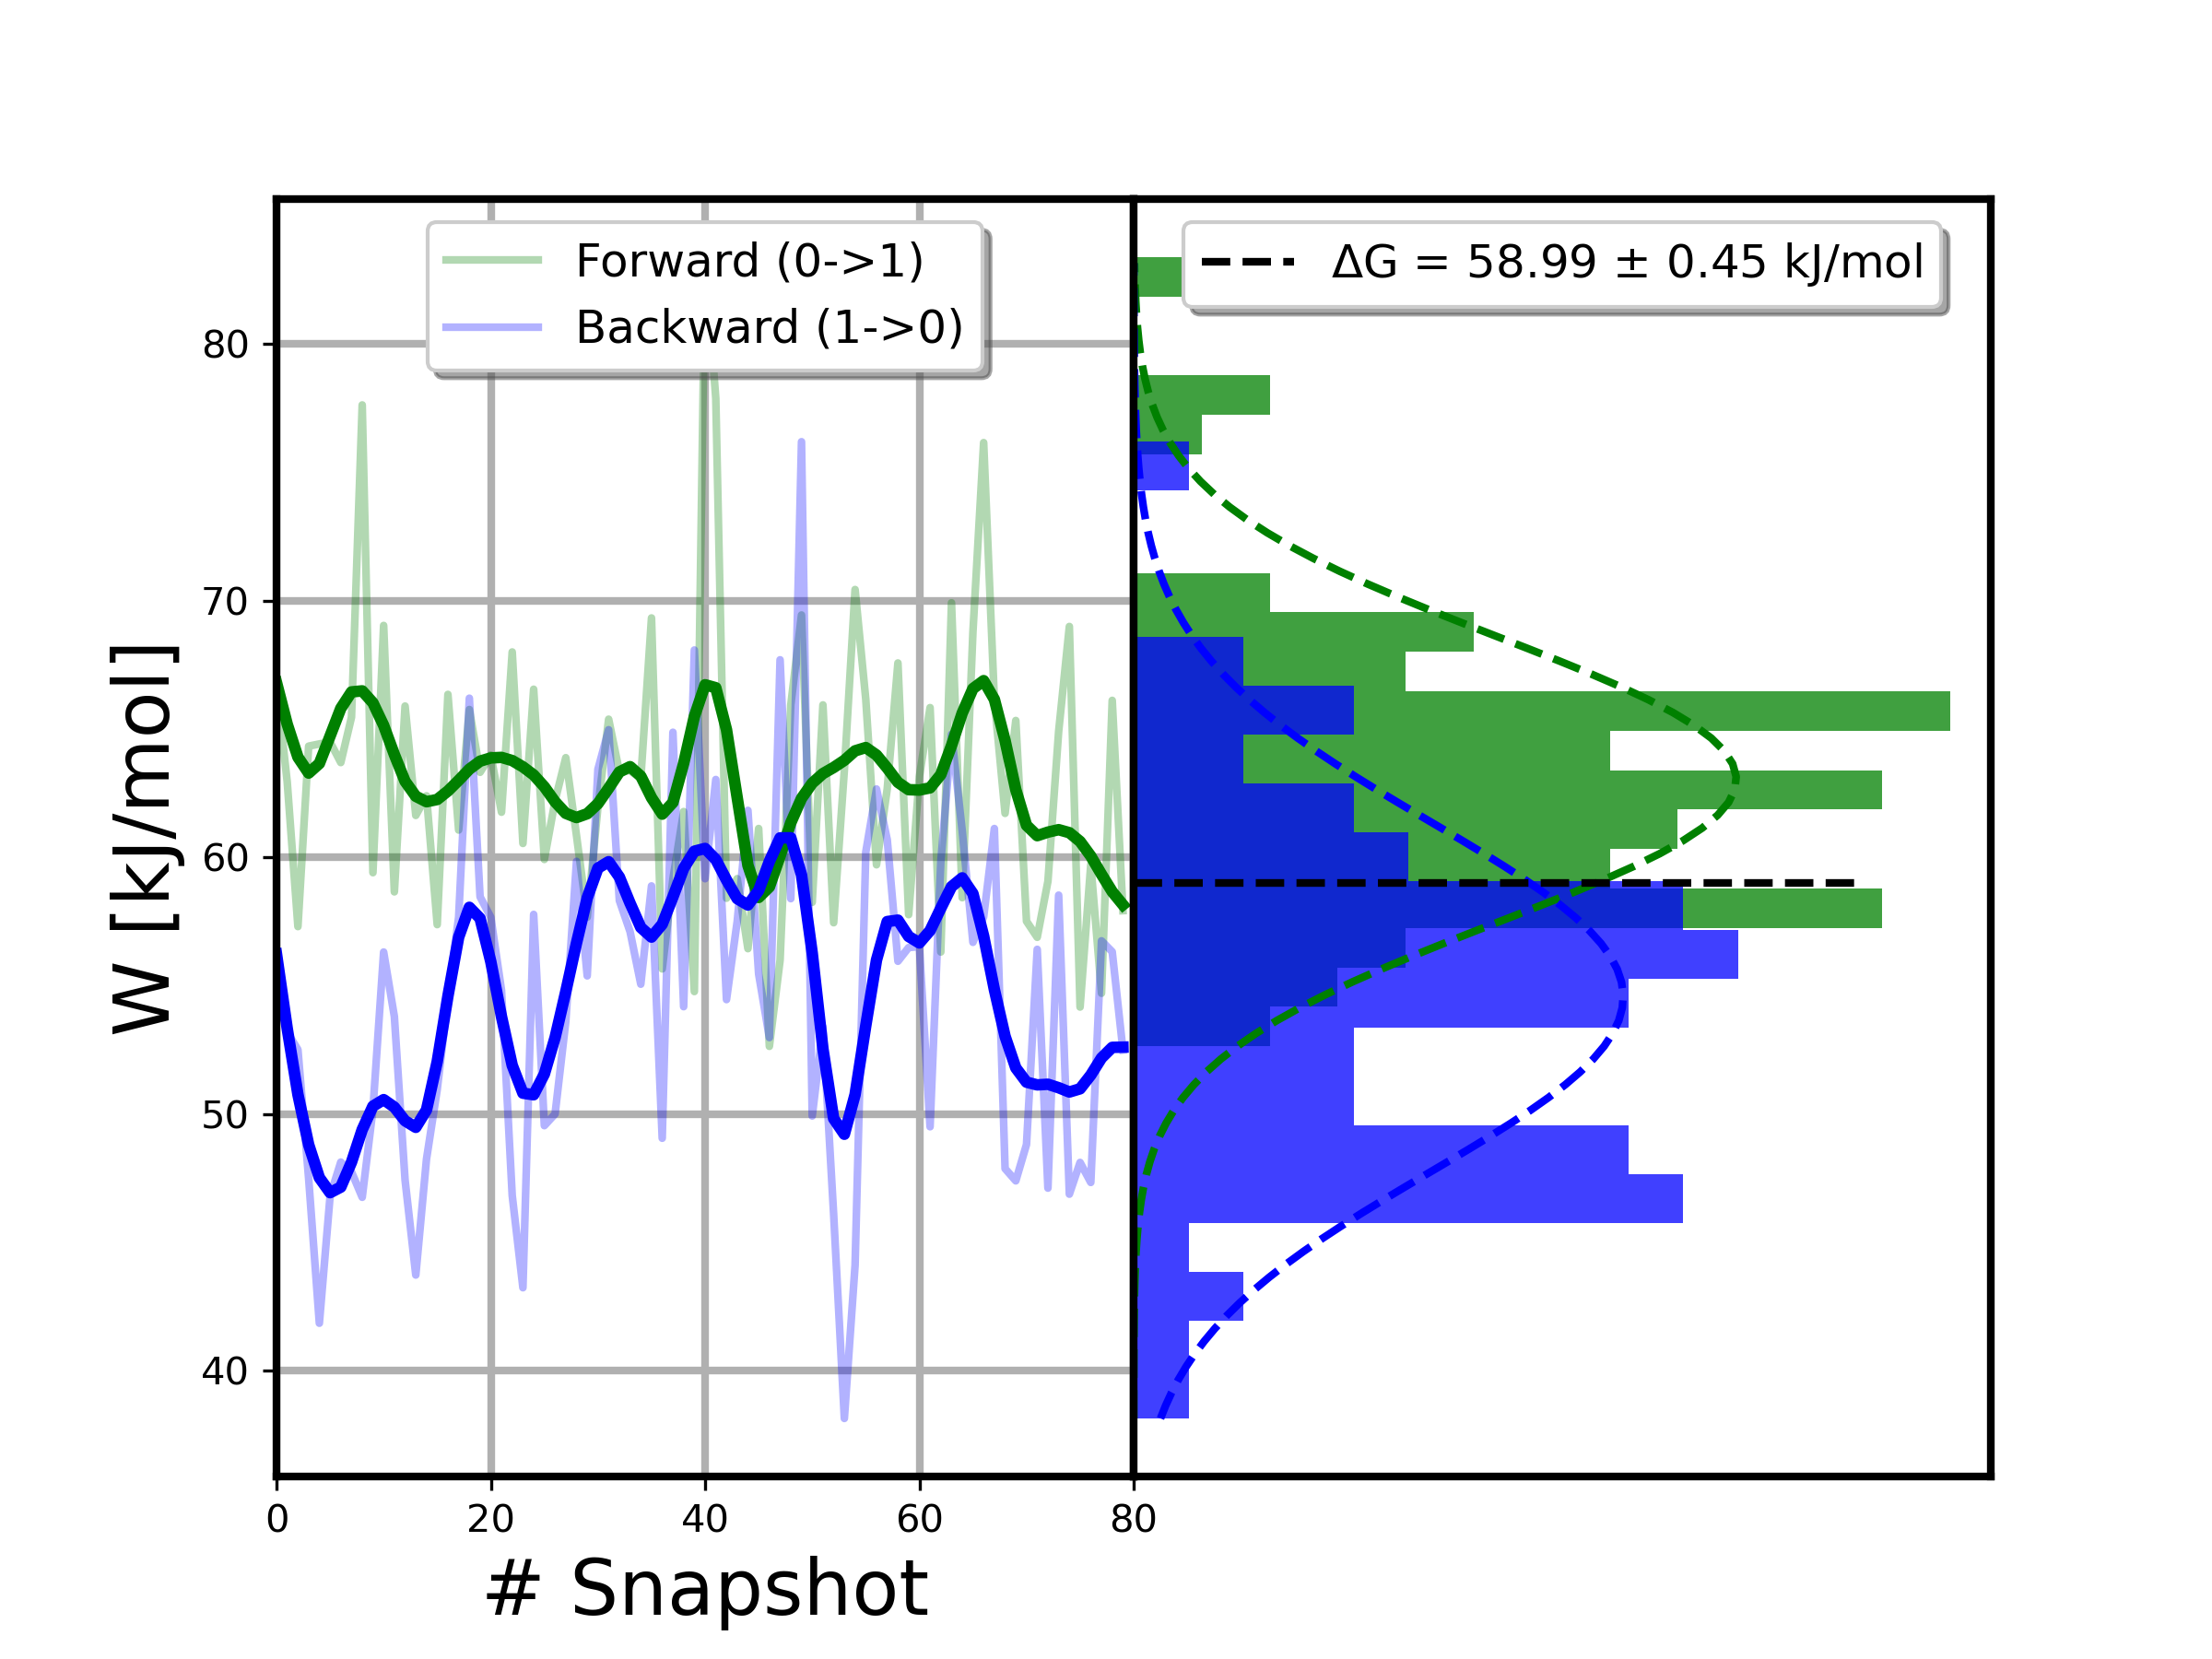 Forward (0->1)
Backward (1->0)
ΔG = 58.99 ± 0.45 kJ/mol
W [kJ/mol]
80
70
60
50
40
0 20 40 60 80
# Snapshot